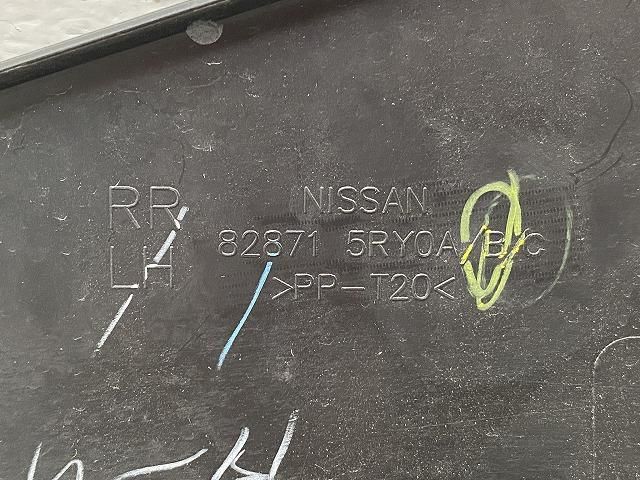 RR
LH
NISSAN
82871 5RY0A/B/C
>PP-T20<